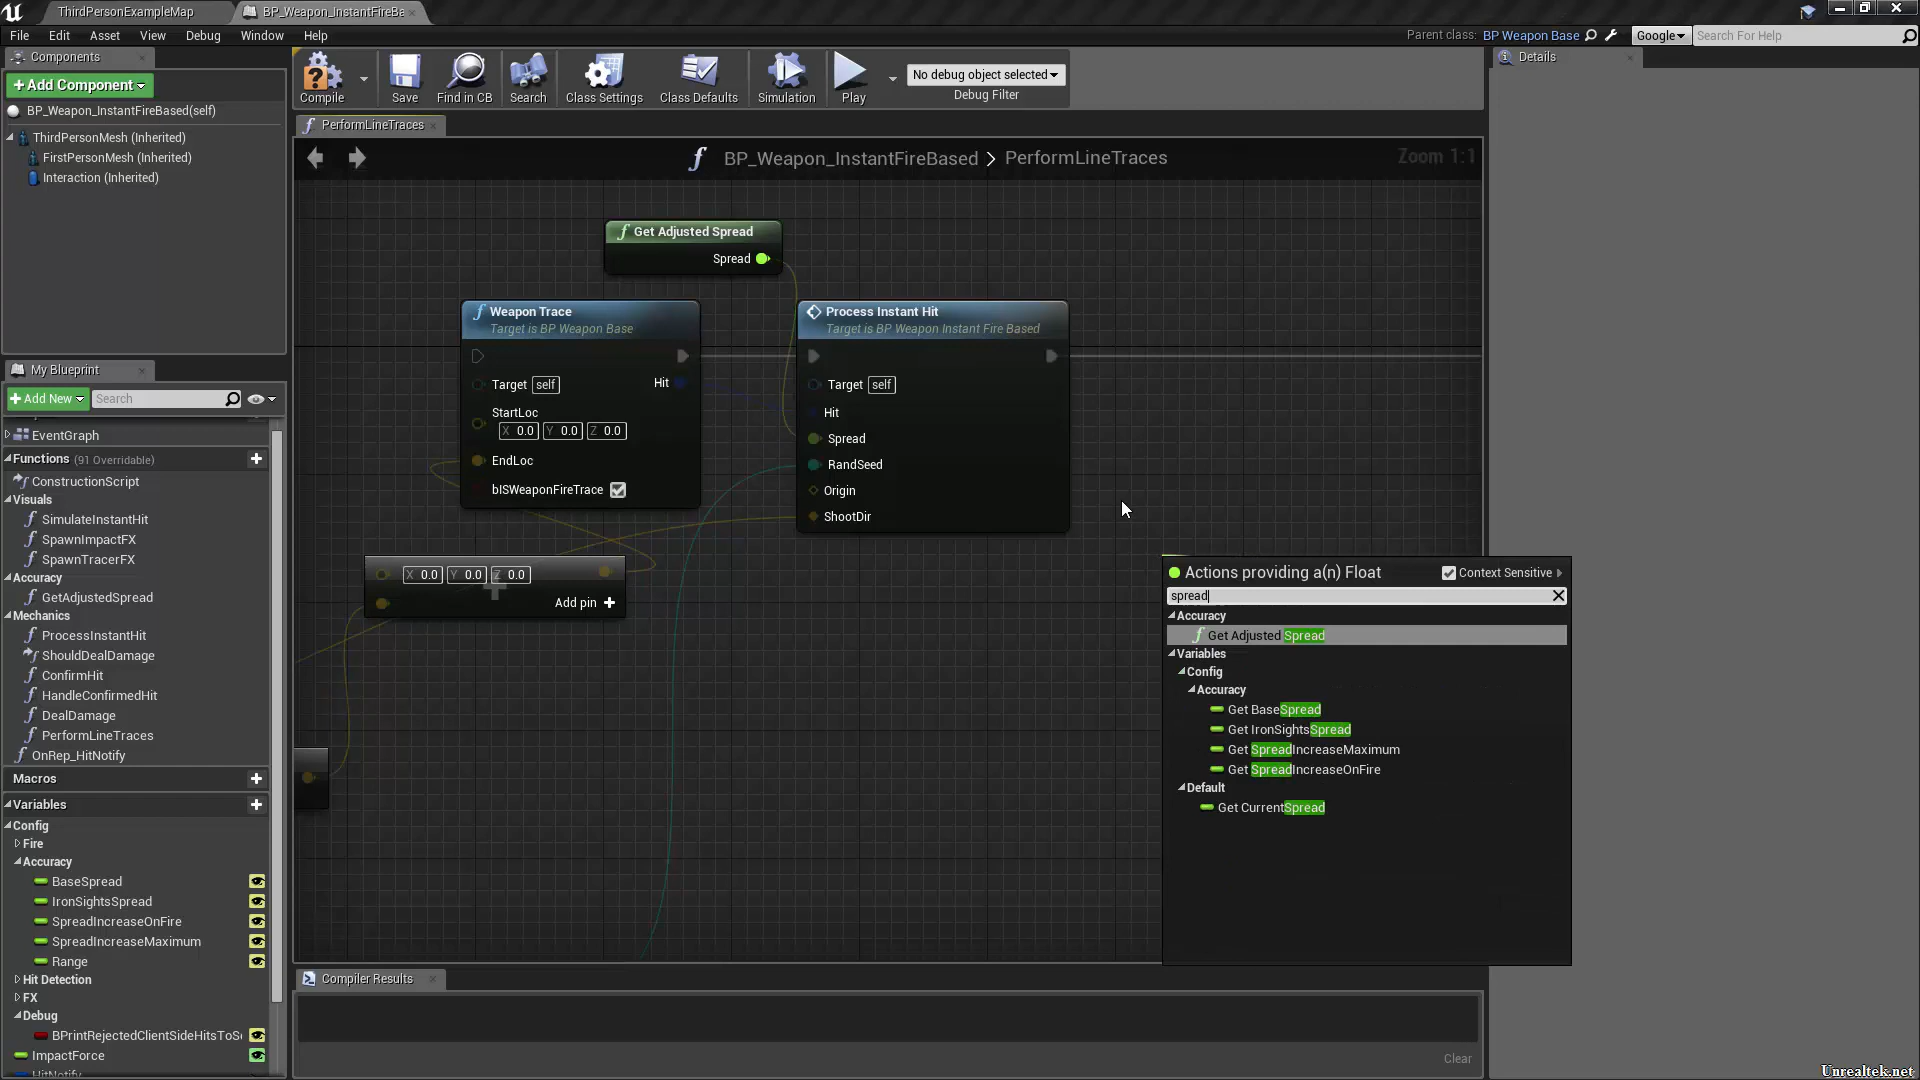 ThirdPersonExampleMap
BP_Weapon_InstantFireBa
File Edit Asset View Debug Window Help
Parent class: BP Weapon Base
Google
Search For Help
Components
+Add Component
BP_Weapon_InstantFireBased(self)
ThirdPersonMesh (Inherited)
FirstPersonMesh (Inherited)
Interaction (Inherited)
Compile
Save
Find in CB
Search
Class Settings
Class Defaults
Simulation
Play
No debug object selected
Debug Filter
Details
PerformLineTraces
BP_Weapon_InstantFireBased > PerformLineTraces
Zoom 1:1
Get Adjusted Spread
Spread
Weapon Trace
Target is BP Weapon Base
Target self
Hit
StartLoc
X 0.0 Y 0.0 Z 0.0
EndLoc
bISWeaponFireTrace
Process Instant Hit
Target is BP Weapon Instant Fire Based
Target self
Hit
Spread
RandSeed
Origin
ShootDir
X 0.0 Y 0.0 Z 0.0
Add pin +
Actions providing a(n) Float
Context Sensitive
spread
Accuracy
Get Adjusted Spread
Variables
Config
Accuracy
Get BaseSpread
Get IronSightsSpread
Get SpreadIncreaseMaximum
Get SpreadIncreaseOnFire
Default
Get CurrentSpread
My Blueprint
+Add New
Search
EventGraph
Functions (91 Overridable)
ConstructionScript
Visuals
SimulateInstantHit
SpawnImpactFX
SpawnTracerFX
Accuracy
GetAdjustedSpread
Mechanics
ProcessInstantHit
ShouldDealDamage
ConfirmHit
HandleConfirmedHit
DealDamage
PerformLineTraces
OnRep_HitNotify
Macros
Variables
Config
Fire
Accuracy
BaseSpread
IronSightsSpread
SpreadIncreaseOnFire
SpreadIncreaseMaximum
Range
Hit Detection
FX
Debug
BPrintRejectedClientSideHitsToSe
ImpactForce
HitNotify
Compiler Results
Clear
Unrealtek.net